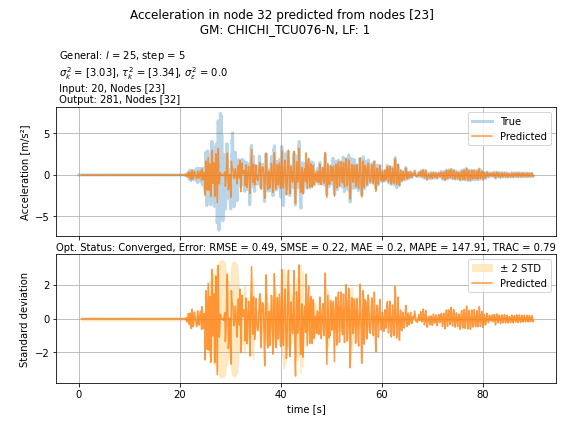 Acceleration in node 32 predicted from nodes [23]
GM: CHICHI_TCU076-N, LF: 1
General: l = 25, step = 5
σ²ₖ = [3.03], τ²ₖ = [3.34], σ²ε = 0.0
Input: 20, Nodes [23]
Output: 281, Nodes [32]
Acceleration [m/s²]
5
0
−5
True
Predicted
Opt. Status: Converged, Error: RMSE = 0.49, SMSE = 0.22, MAE = 0.2, MAPE = 147.91, TRAC = 0.79
Standard deviation
2
0
−2
± 2 STD
Predicted
0 20 40 60 80
time [s]